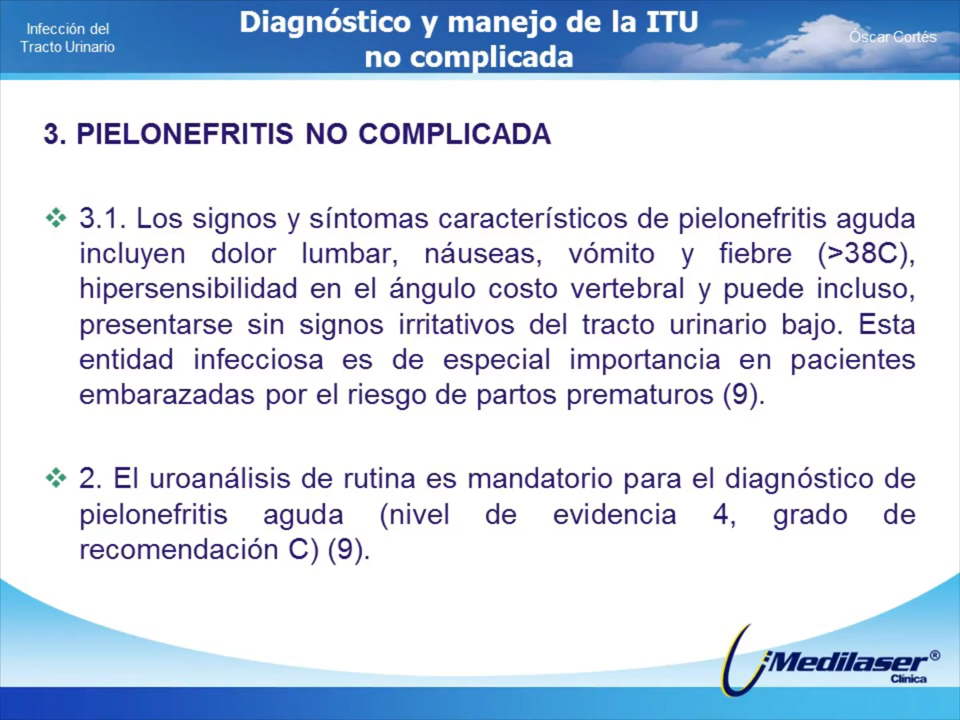 Infección del
Tracto Urinario
Diagnóstico y manejo de la ITU
no complicada
Óscar Cortés
3. PIELONEFRITIS NO COMPLICADA
3.1. Los signos y síntomas característicos de pielonefritis aguda
incluyen dolor lumbar, náuseas, vómito y fiebre (>38C),
hipersensibilidad en el ángulo costo vertebral y puede incluso,
presentarse sin signos irritativos del tracto urinario bajo. Esta
entidad infecciosa es de especial importancia en pacientes
embarazadas por el riesgo de partos prematuros (9).
2. El uroanálisis de rutina es mandatorio para el diagnóstico de
pielonefritis aguda (nivel de evidencia 4, grado de
recomendación C) (9).
Medilaser®
Clínica